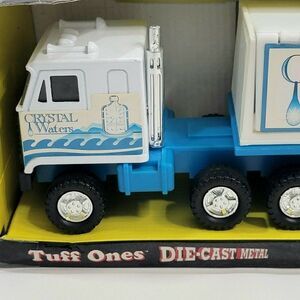 CRYSTAL
Waters
Tuff Ones DIE-CAST METAL